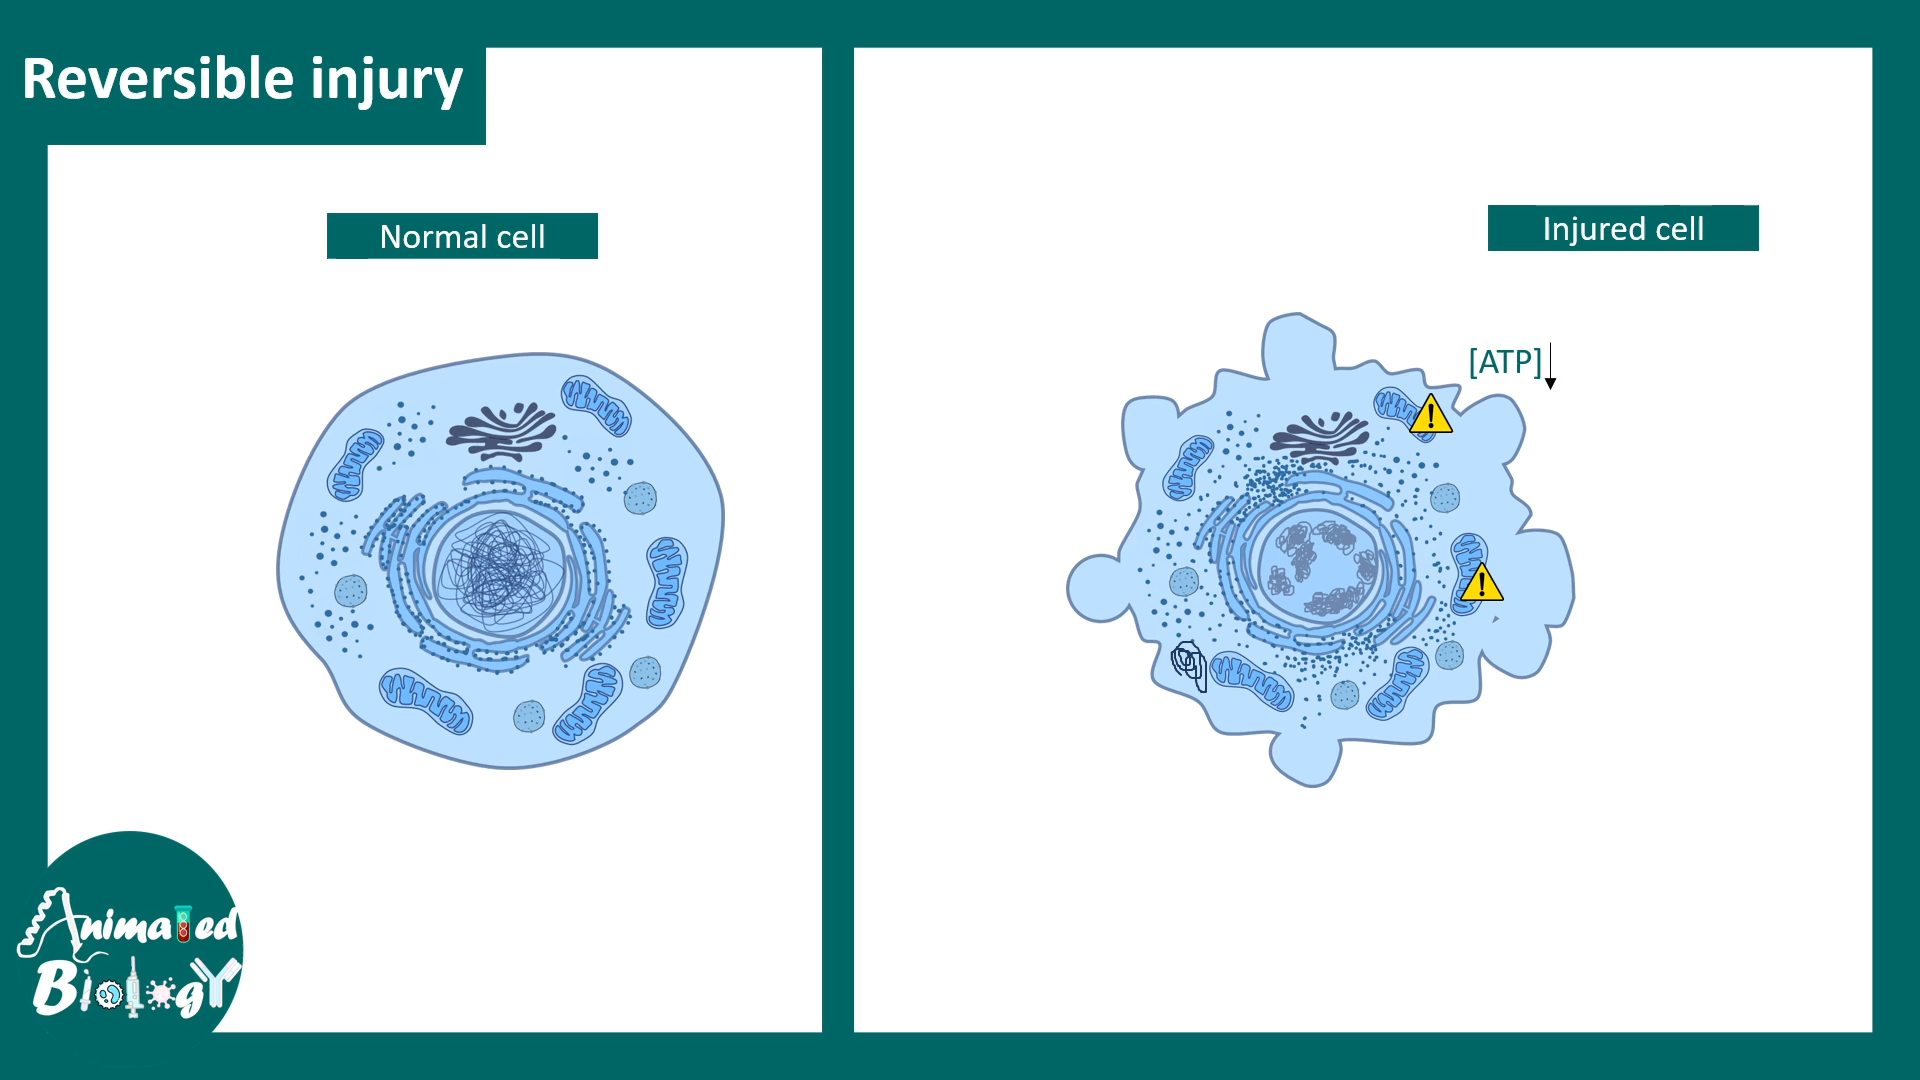 Reversible injury
Normal cell
Injured cell
[ATP]
Animated
Biology